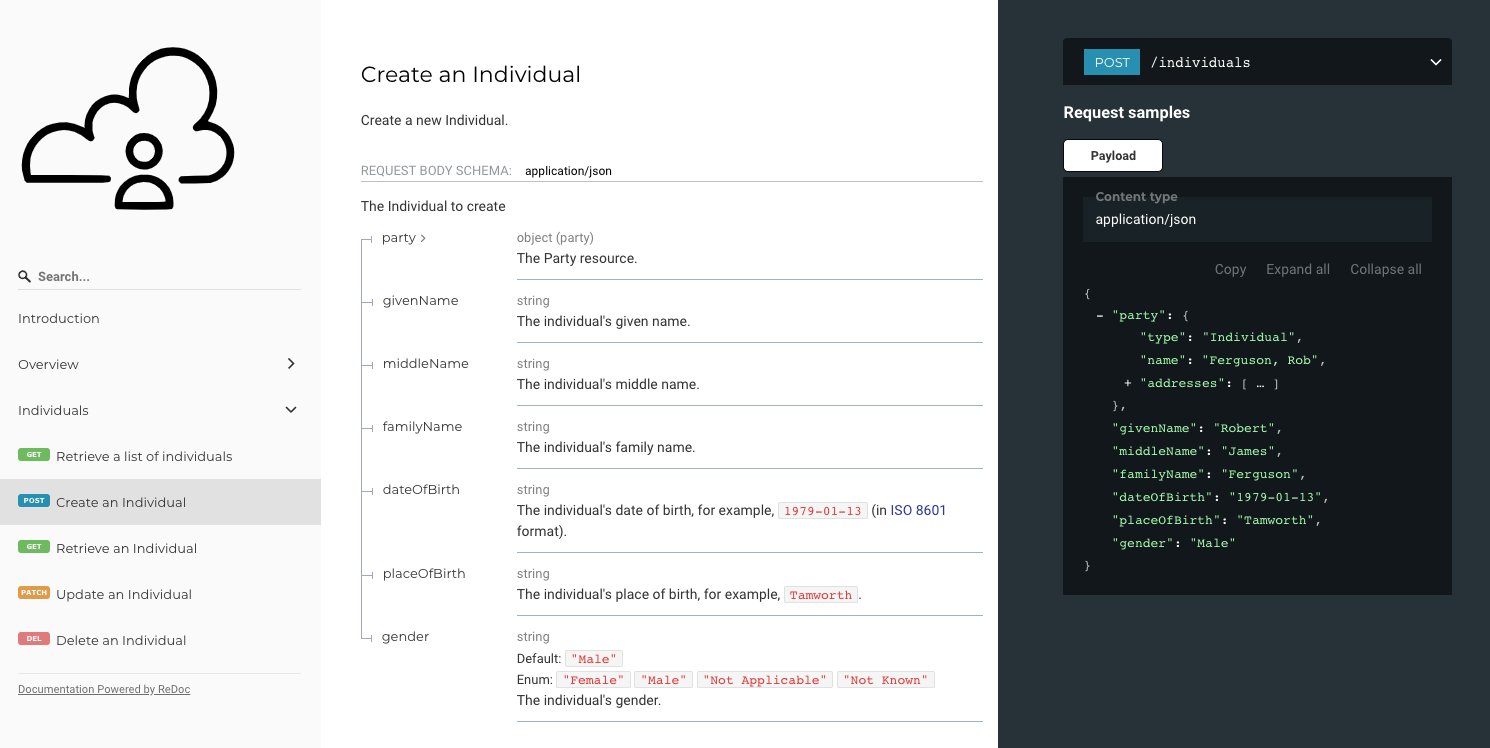 Search...
Introduction
Overview
Individuals
GET Retrieve a list of individuals
POST Create an Individual
GET Retrieve an Individual
PATCH Update an Individual
DEL Delete an Individual
Documentation Powered by ReDoc
Create an Individual
Create a new Individual.
REQUEST BODY SCHEMA: application/json
The Individual to create
party object (party)
The Party resource.
givenName string
The individual's given name.
middleName string
The individual's middle name.
familyName string
The individual's family name.
dateOfBirth string
The individual's date of birth, for example, 1979-01-13 (in ISO 8601
format).
placeOfBirth string
The individual's place of birth, for example, Tamworth.
gender string
Default: "Male"
Enum: "Female" "Male" "Not Applicable" "Not Known"
The individual's gender.
POST /individuals
Request samples
Payload
Content type
application/json
Copy Expand all Collapse all
{
- "party": {
"type": "Individual",
"name": "Ferguson, Rob",
+ "addresses": [ … ]
},
"givenName": "Robert",
"middleName": "James",
"familyName": "Ferguson",
"dateOfBirth": "1979-01-13",
"placeOfBirth": "Tamworth",
"gender": "Male"
}